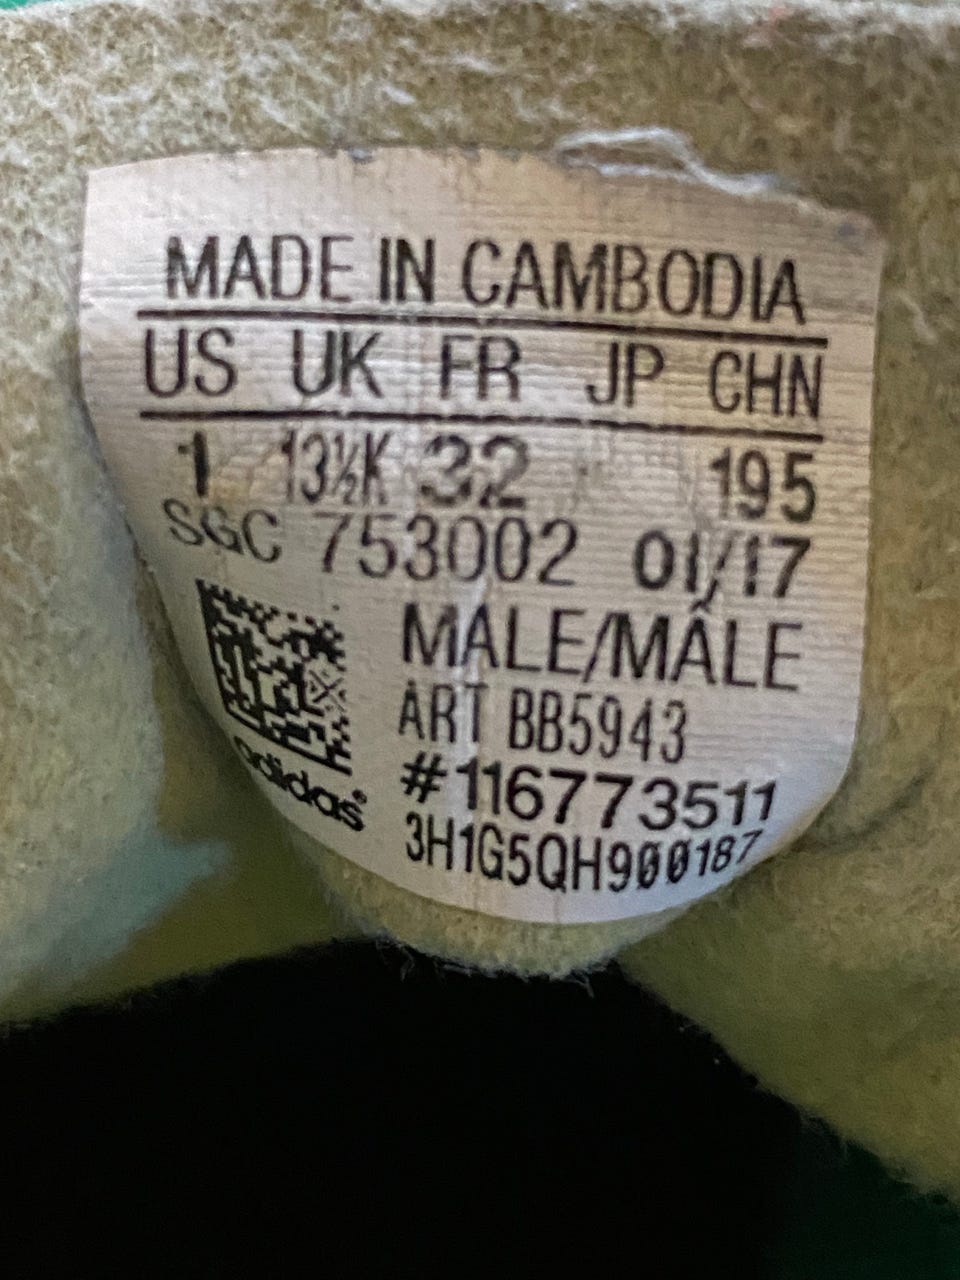 MADE IN CAMBODIA
US UK FR JP CHN
1 13½K 32 195
SGC 753002 01/17
MALE/MÂLE
ART BB5943
#116773511
3H1G5QH900187
adidas